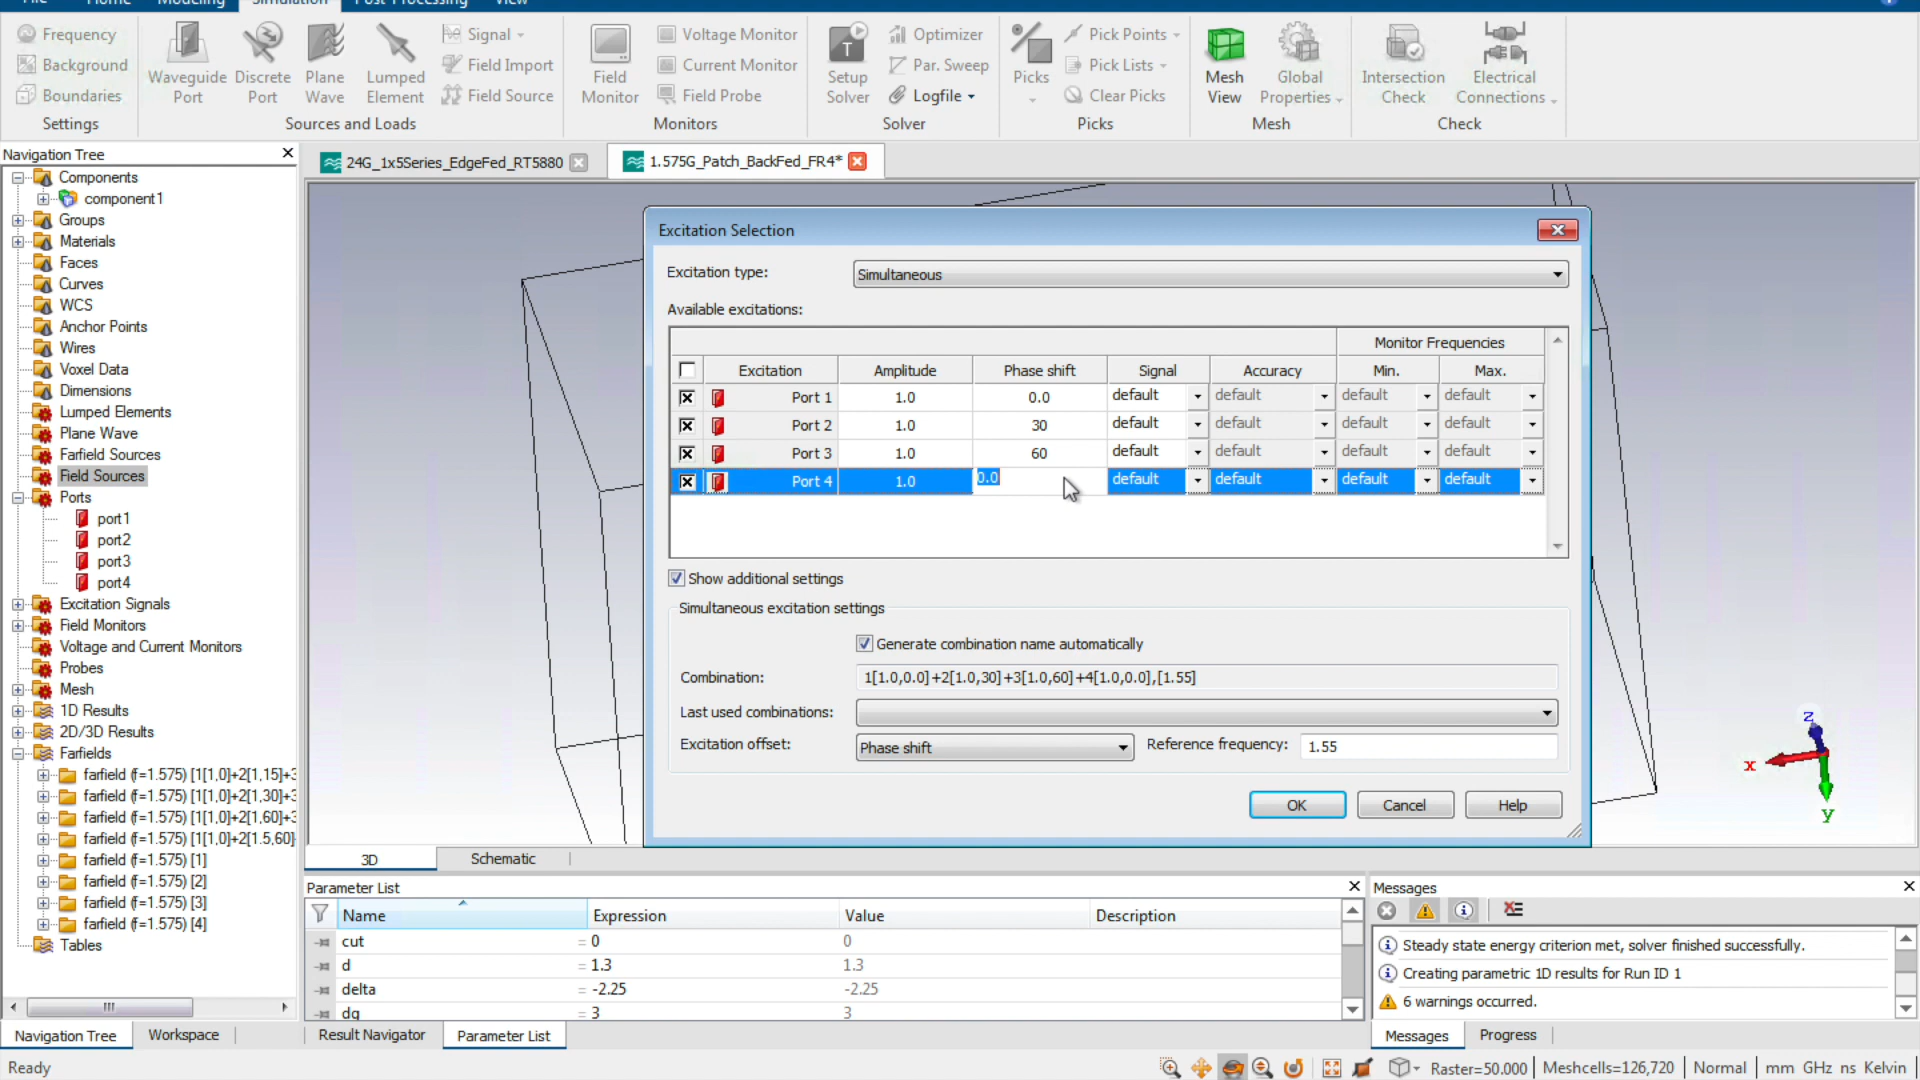 File Home Modeling Simulation Post-Processing View
Frequency
Background
Boundaries
Settings
Waveguide Port
Discrete Port
Plane Wave
Lumped Element
Signal
Field Import
Field Source
Sources and Loads
Field Monitor
Voltage Monitor
Current Monitor
Field Probe
Monitors
Setup Solver
Optimizer
Par. Sweep
Logfile
Solver
Picks
Pick Points
Pick Lists
Clear Picks
Picks
Mesh View
Global Properties
Mesh
Intersection Check
Electrical Connections
Check
Navigation Tree
24G_1x5Series_EdgeFed_RT5880
1.575G_Patch_BackFed_FR4*
Components
component1
Groups
Materials
Faces
Curves
WCS
Anchor Points
Wires
Voxel Data
Dimensions
Lumped Elements
Plane Wave
Farfield Sources
Field Sources
Ports
port1
port2
port3
port4
Excitation Signals
Field Monitors
Voltage and Current Monitors
Probes
Mesh
1D Results
2D/3D Results
Farfields
farfield (f=1.575) [1[1,0]+2[1,15]+3
farfield (f=1.575) [1[1,0]+2[1,30]+3
farfield (f=1.575) [1[1,0]+2[1,60]+3
farfield (f=1.575) [1[1,0]+2[1.5,60]
farfield (f=1.575) [1]
farfield (f=1.575) [2]
farfield (f=1.575) [3]
farfield (f=1.575) [4]
Tables
Navigation Tree Workspace
Excitation Selection
Excitation type: Simultaneous
Available excitations:
Monitor Frequencies
Excitation Amplitude Phase shift Signal Accuracy Min. Max.
Port 1 1.0 0.0 default default default default
Port 2 1.0 30 default default default default
Port 3 1.0 60 default default default default
Port 4 1.0 0.0 default default default default
Show additional settings
Simultaneous excitation settings
Generate combination name automatically
Combination: 1[1.0,0.0]+2[1.0,30]+3[1.0,60]+4[1.0,0.0],[1.55]
Last used combinations:
Excitation offset: Phase shift Reference frequency: 1.55
OK Cancel Help
z
x
y
3D Schematic
Parameter List
Name Expression Value Description
cut = 0 0
d = 1.3 1.3
delta = -2.25 -2.25
dg = 3 3
Result Navigator Parameter List
Messages
Steady state energy criterion met, solver finished successfully.
Creating parametric 1D results for Run ID 1
6 warnings occurred.
Messages Progress
Ready
Raster=50.000 Meshcells=126,720 Normal mm GHz ns Kelvin